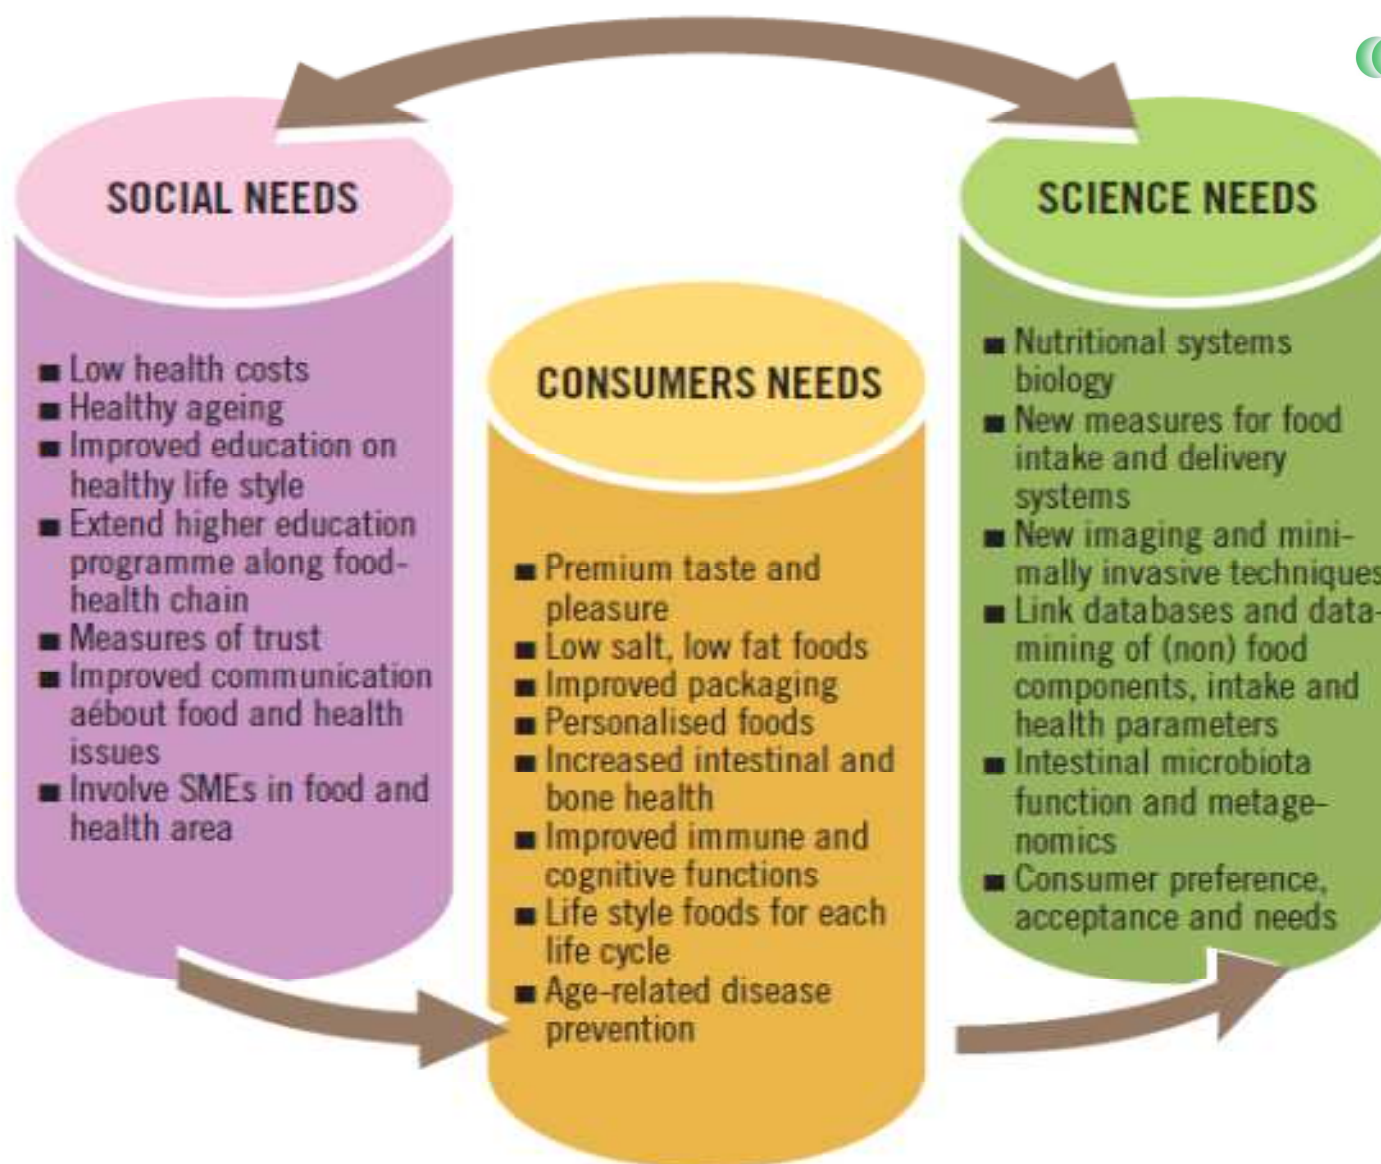 SOCIAL NEEDS
■ Low health costs
■ Healthy ageing
■ Improved education on
healthy life style
■ Extend higher education
programme along food-
health chain
■ Measures of trust
■ Improved communication
aébout food and health
issues
■ Involve SMEs in food and
health area
CONSUMERS NEEDS
■ Premium taste and
pleasure
■ Low salt, low fat foods
■ Improved packaging
■ Personalised foods
■ Increased intestinal and
bone health
■ Improved immune and
cognitive functions
■ Life style foods for each
life cycle
■ Age-related disease
prevention
SCIENCE NEEDS
■ Nutritional systems
biology
■ New measures for food
intake and delivery
systems
■ New imaging and mini-
mally invasive techniques
■ Link databases and data-
mining of (non) food
components, intake and
health parameters
■ Intestinal microbiota
function and metage-
nomics
■ Consumer preference,
acceptance and needs